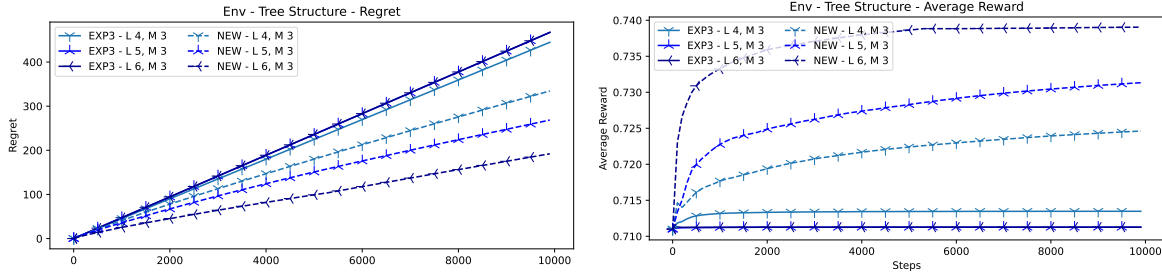 Env - Tree Structure - Regret
EXP3 - L 4, M 3
EXP3 - L 5, M 3
EXP3 - L 6, M 3
NEW - L 4, M 3
NEW - L 5, M 3
NEW - L 6, M 3
Regret
400
300
200
100
0
0 2000 4000 6000 8000 10000
Env - Tree Structure - Average Reward
EXP3 - L 4, M 3
EXP3 - L 5, M 3
EXP3 - L 6, M 3
NEW - L 4, M 3
NEW - L 5, M 3
NEW - L 6, M 3
Average Reward
0.740
0.735
0.730
0.725
0.720
0.715
0.710
0 2000 4000 6000 8000 10000
Steps